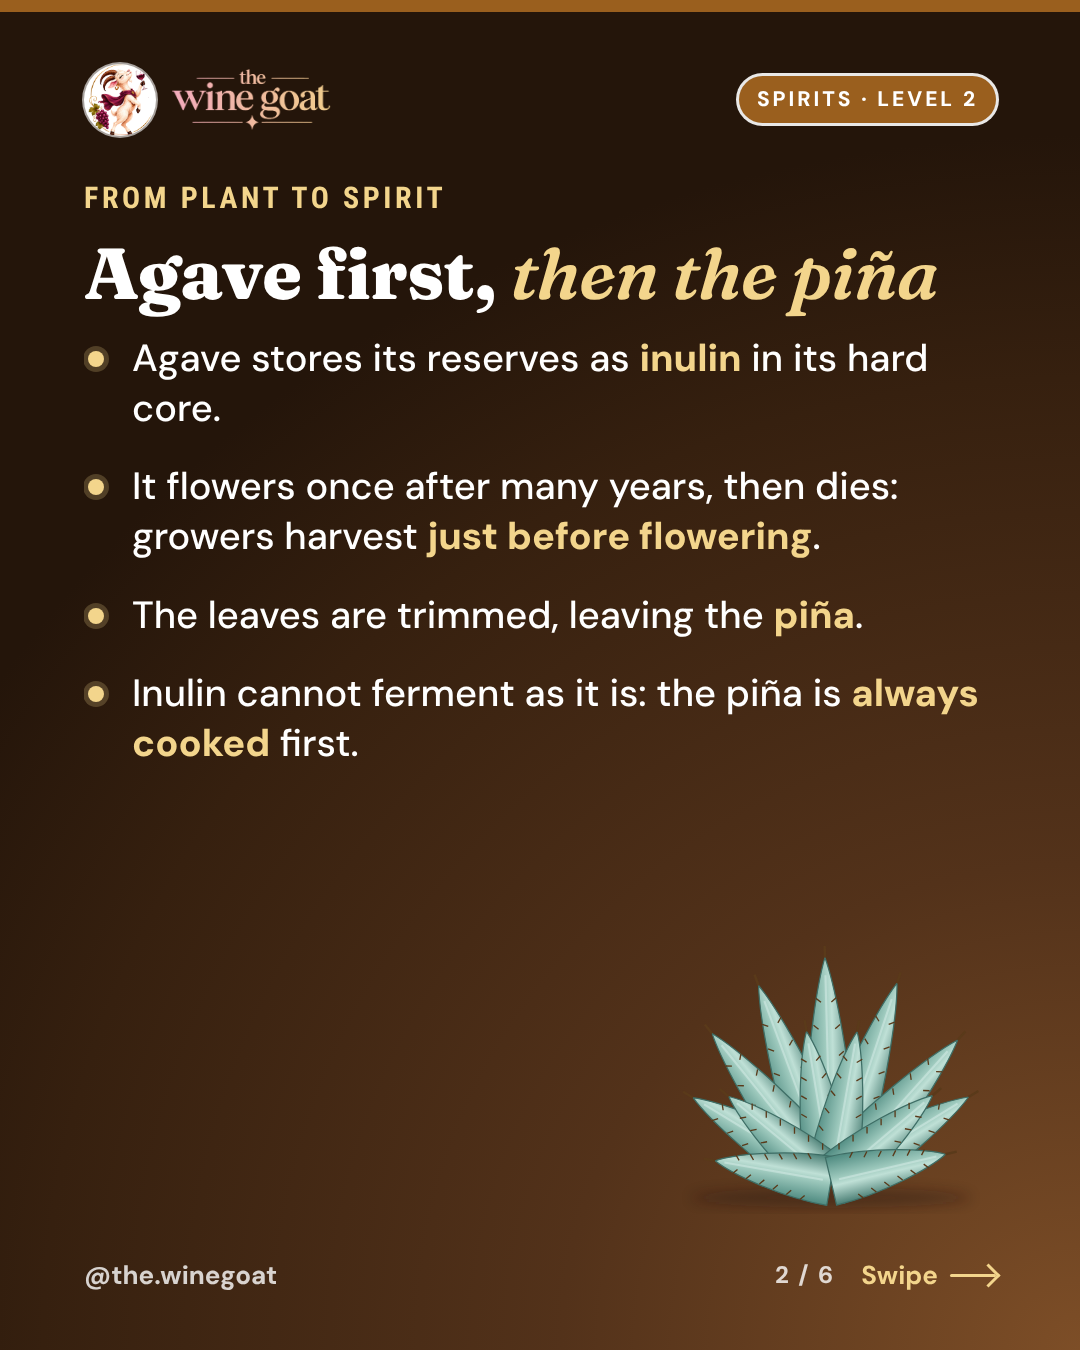 the
wine goat
SPIRITS · LEVEL 2
FROM PLANT TO SPIRIT
Agave first, then the piña
Agave stores its reserves as inulin in its hard
core.
It flowers once after many years, then dies:
growers harvest just before flowering.
The leaves are trimmed, leaving the piña.
Inulin cannot ferment as it is: the piña is always
cooked first.
@the.winegoat
2 / 6 Swipe